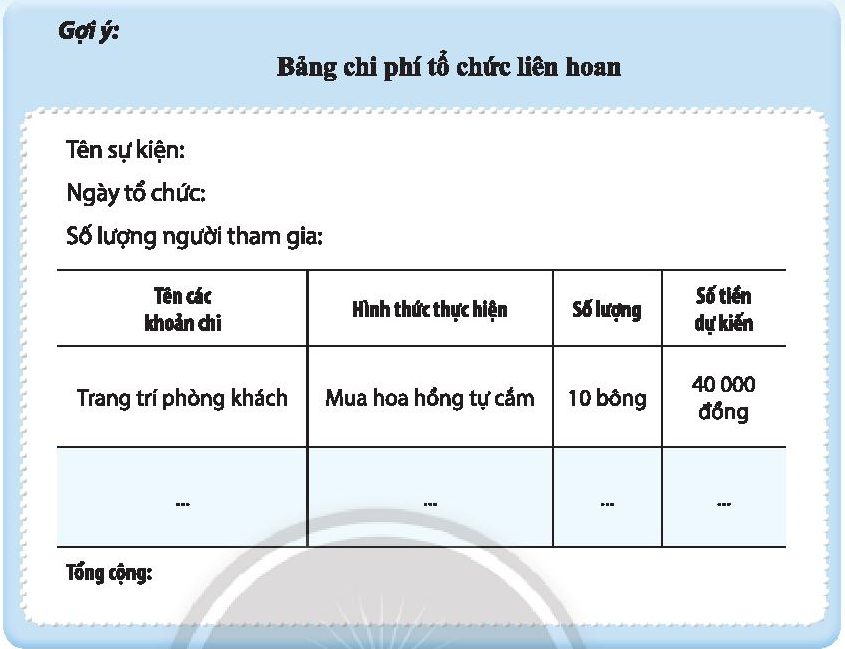 Gợi ý:
Bảng chi phí tổ chức liên hoan
Tên sự kiện:
Ngày tổ chức:
Số lượng người tham gia:
Tên các
khoản chi
Hình thức thực hiện
Số lượng
Số tiền
dự kiến
Trang trí phòng khách
Mua hoa hồng tự cắm
10 bông
40 000
đồng
...
...
...
...
Tổng cộng: